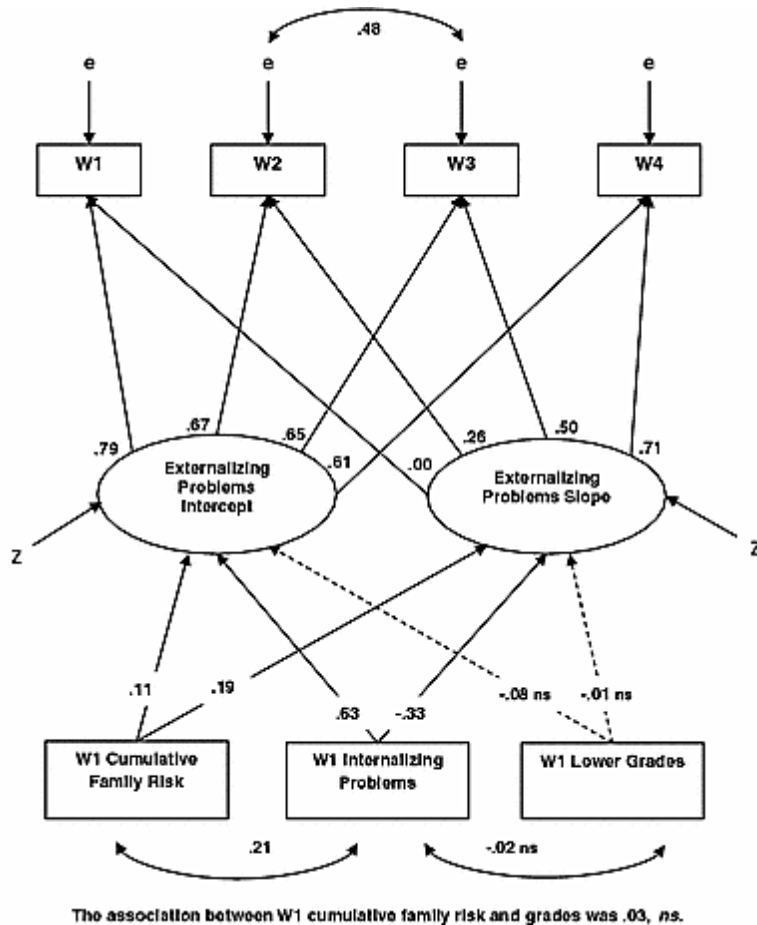 .48
e e e e
W1 W2 W3 W4
.79 .67 .65 .61 .00 .26 .50 .71
Externalizing
Problems
Intercept
Externalizing
Problems Slope
Z Z
.11 .19 .63 -.33 -.08 ns -.01 ns
W1 Cumulative
Family Risk
W1 Internalizing
Problems
W1 Lower Grades
.21 -.02 ns
The association between W1 cumulative family risk and grades was .03, ns.